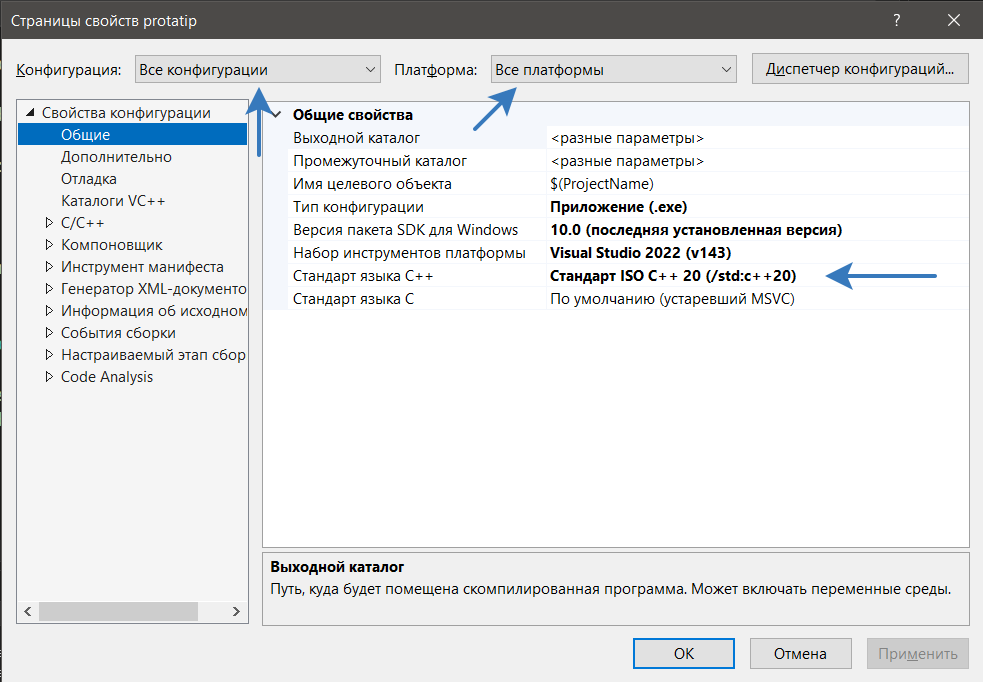 Страницы свойств protatip
?
Конфигурация: Все конфигурации Платформа: Все платформы Диспетчер конфигураций...
Свойства конфигурации
Общие
Дополнительно
Отладка
Каталоги VC++
C/C++
Компоновщик
Инструмент манифеста
Генератор XML-документо
Информация об исходном
События сборки
Настраиваемый этап сбор
Code Analysis
Общие свойства
Выходной каталог <разные параметры>
Промежуточный каталог <разные параметры>
Имя целевого объекта $(ProjectName)
Тип конфигурации Приложение (.exe)
Версия пакета SDK для Windows 10.0 (последняя установленная версия)
Набор инструментов платформы Visual Studio 2022 (v143)
Стандарт языка C++ Стандарт ISO C++ 20 (/std:c++20)
Стандарт языка C По умолчанию (устаревший MSVC)
Выходной каталог
Путь, куда будет помещена скомпилированная программа. Может включать переменные среды.
ОК Отмена Применить